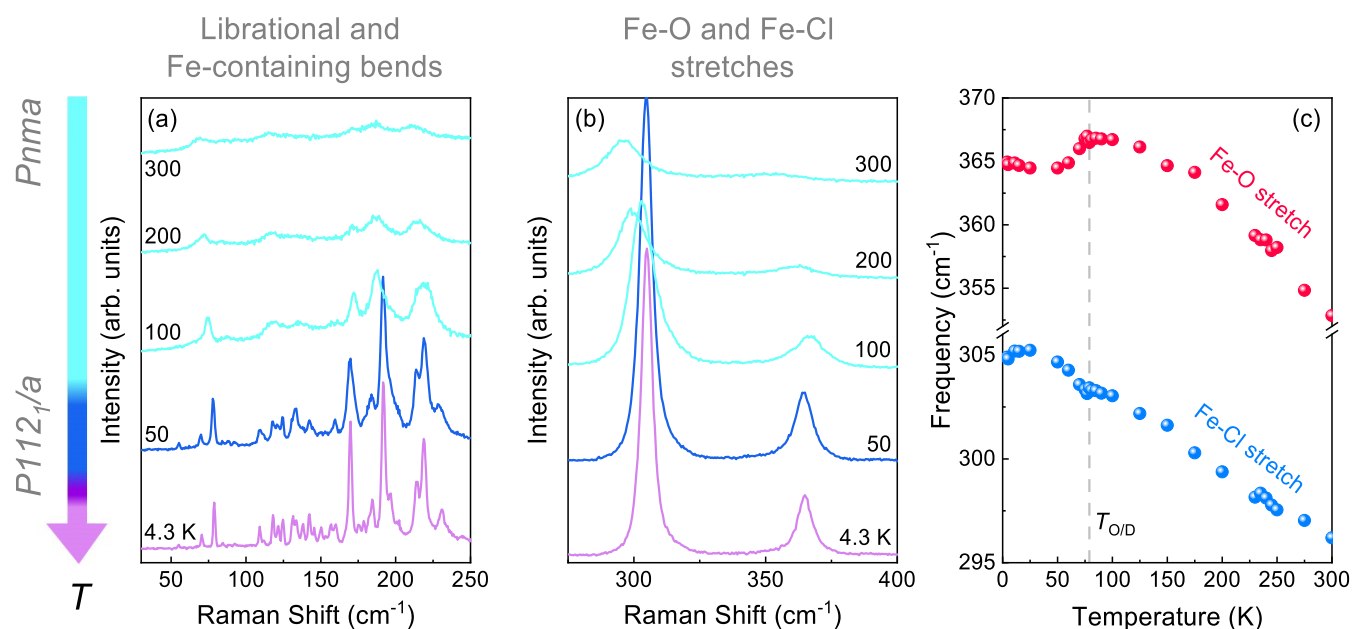 Librational and
Fe-containing bends
Fe-O and Fe-Cl
stretches
Pnma
P112₁/a
T
(a)
300
200
100
50
4.3 K
Intensity (arb. units)
50 100 150 200 250
Raman Shift (cm⁻¹)
(b)
300
200
100
50
4.3 K
Intensity (arb. units)
300 350 400
Raman Shift (cm⁻¹)
(c)
370
365
360
355
305
300
295
Frequency (cm⁻¹)
Fe-O stretch
Fe-Cl stretch
T_O/D
0 50 100 150 200 250 300
Temperature (K)